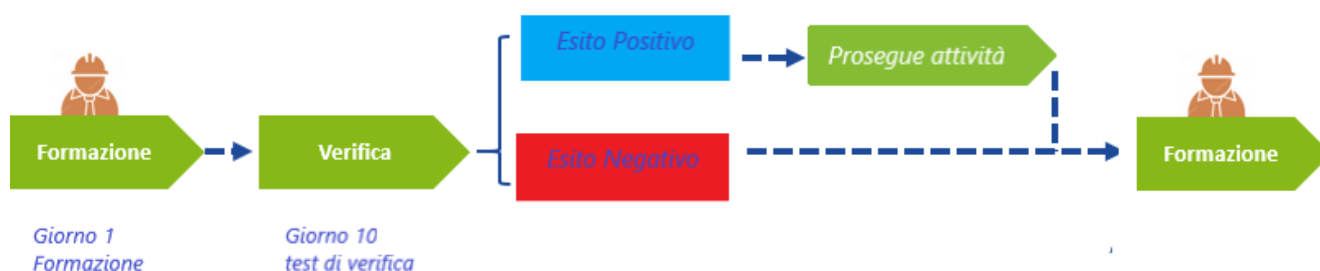 Esito Positivo
Prosegue attività
Formazione
Verifica
Esito Negativo
Formazione
Giorno 1
Formazione
Giorno 10
test di verifica